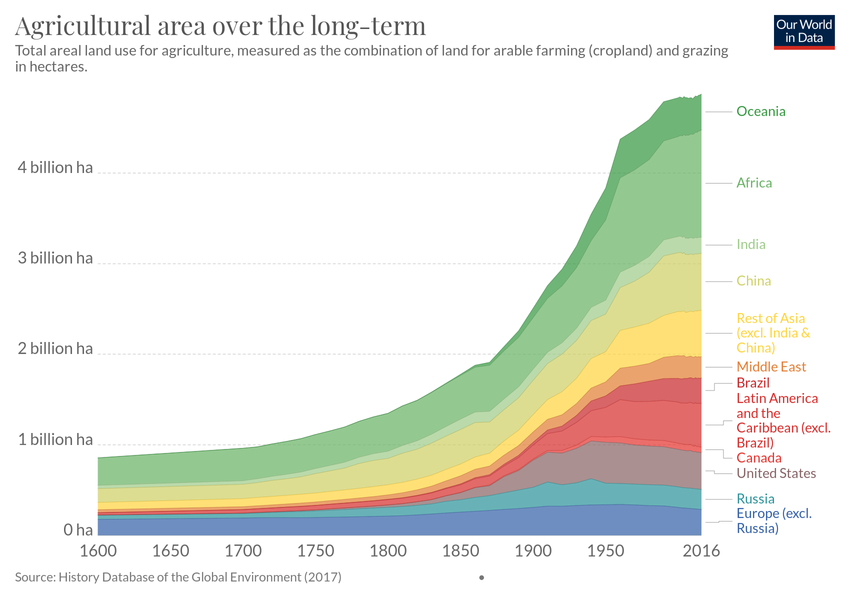 Agricultural area over the long-term
Our World
in Data
Total areal land use for agriculture, measured as the combination of land for arable farming (cropland) and grazing
in hectares.
4 billion ha
3 billion ha
2 billion ha
1 billion ha
0 ha
Oceania
Africa
India
China
Rest of Asia
(excl. India &
China)
Middle East
Brazil
Latin America
and the
Caribbean (excl.
Brazil)
Canada
United States
Russia
Europe (excl.
Russia)
1600
1650
1700
1750
1800
1850
1900
1950
2016
Source: History Database of the Global Environment (2017)